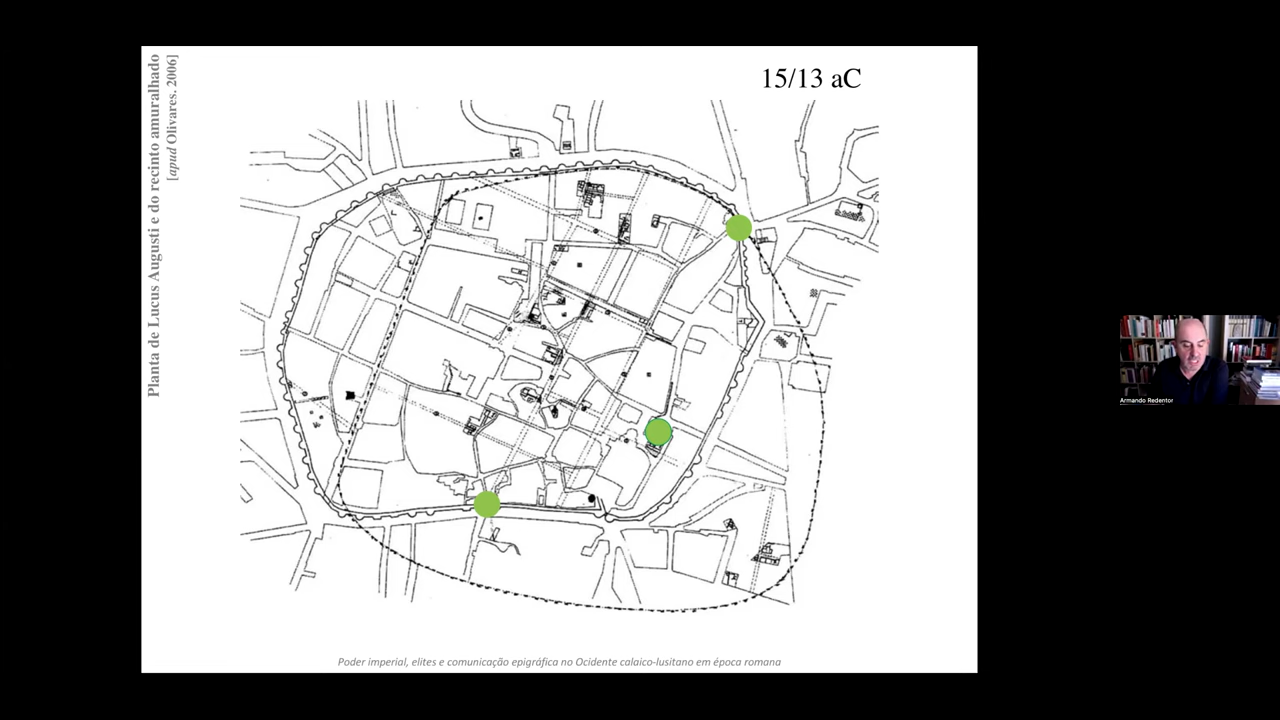 15/13 aC
Planta de Lucus Augusti e do recinto amuralhado
[apud Olivares. 2006]
Armando Redentor
Poder imperial, elites e comunicação epigráfica no Ocidente calaico-lusitano em época romana